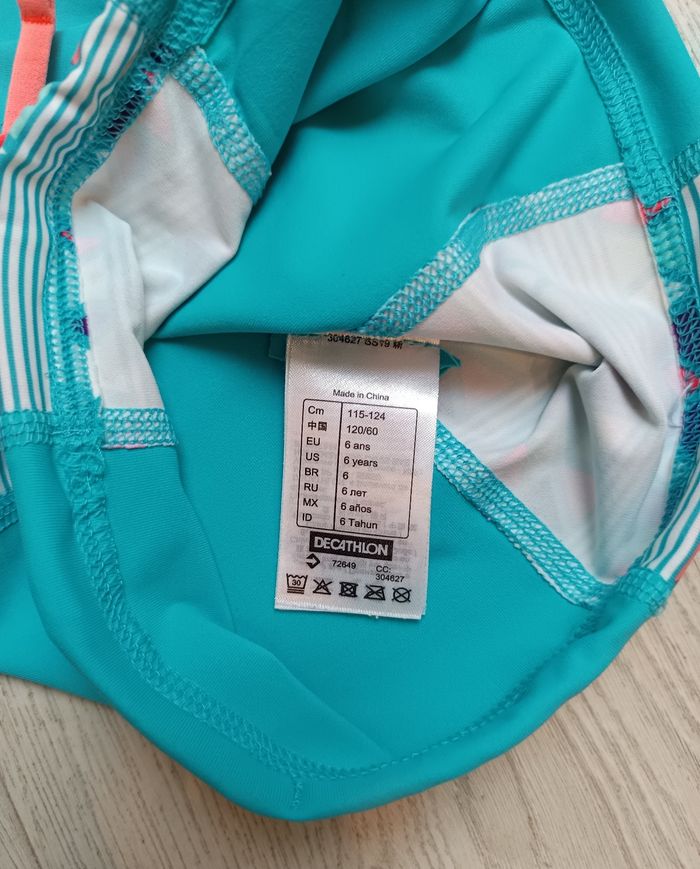 304627 SS19
Made in China
Cm 115-124
中国 120/60
EU 6 ans
US 6 years
BR 6
RU 6 лет
MX 6 años
ID 6 Tahun
DECATHLON
72649 CC:
304627
30